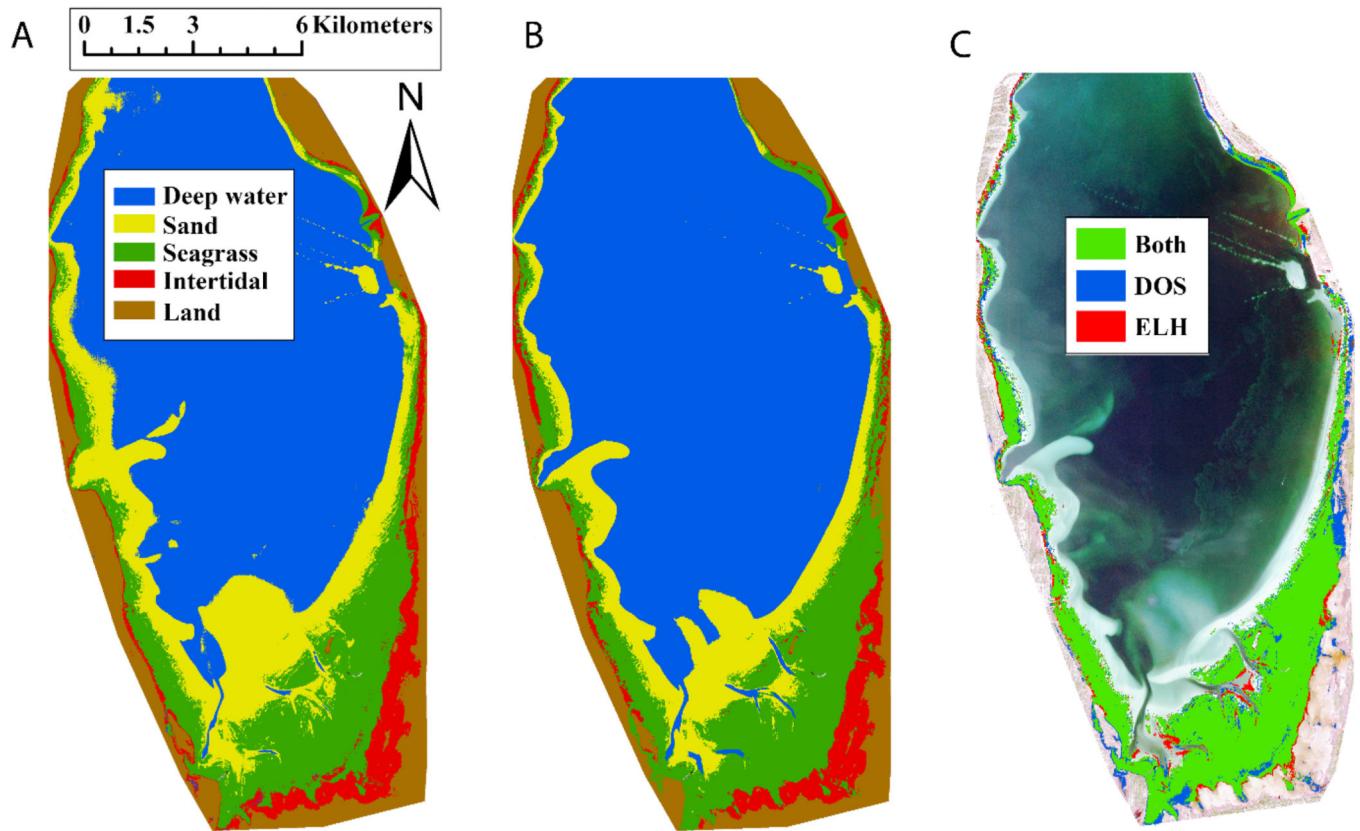 A
0 1.5 3 6 Kilometers
B
C
N
Deep water
Sand
Seagrass
Intertidal
Land
Both
DOS
ELH